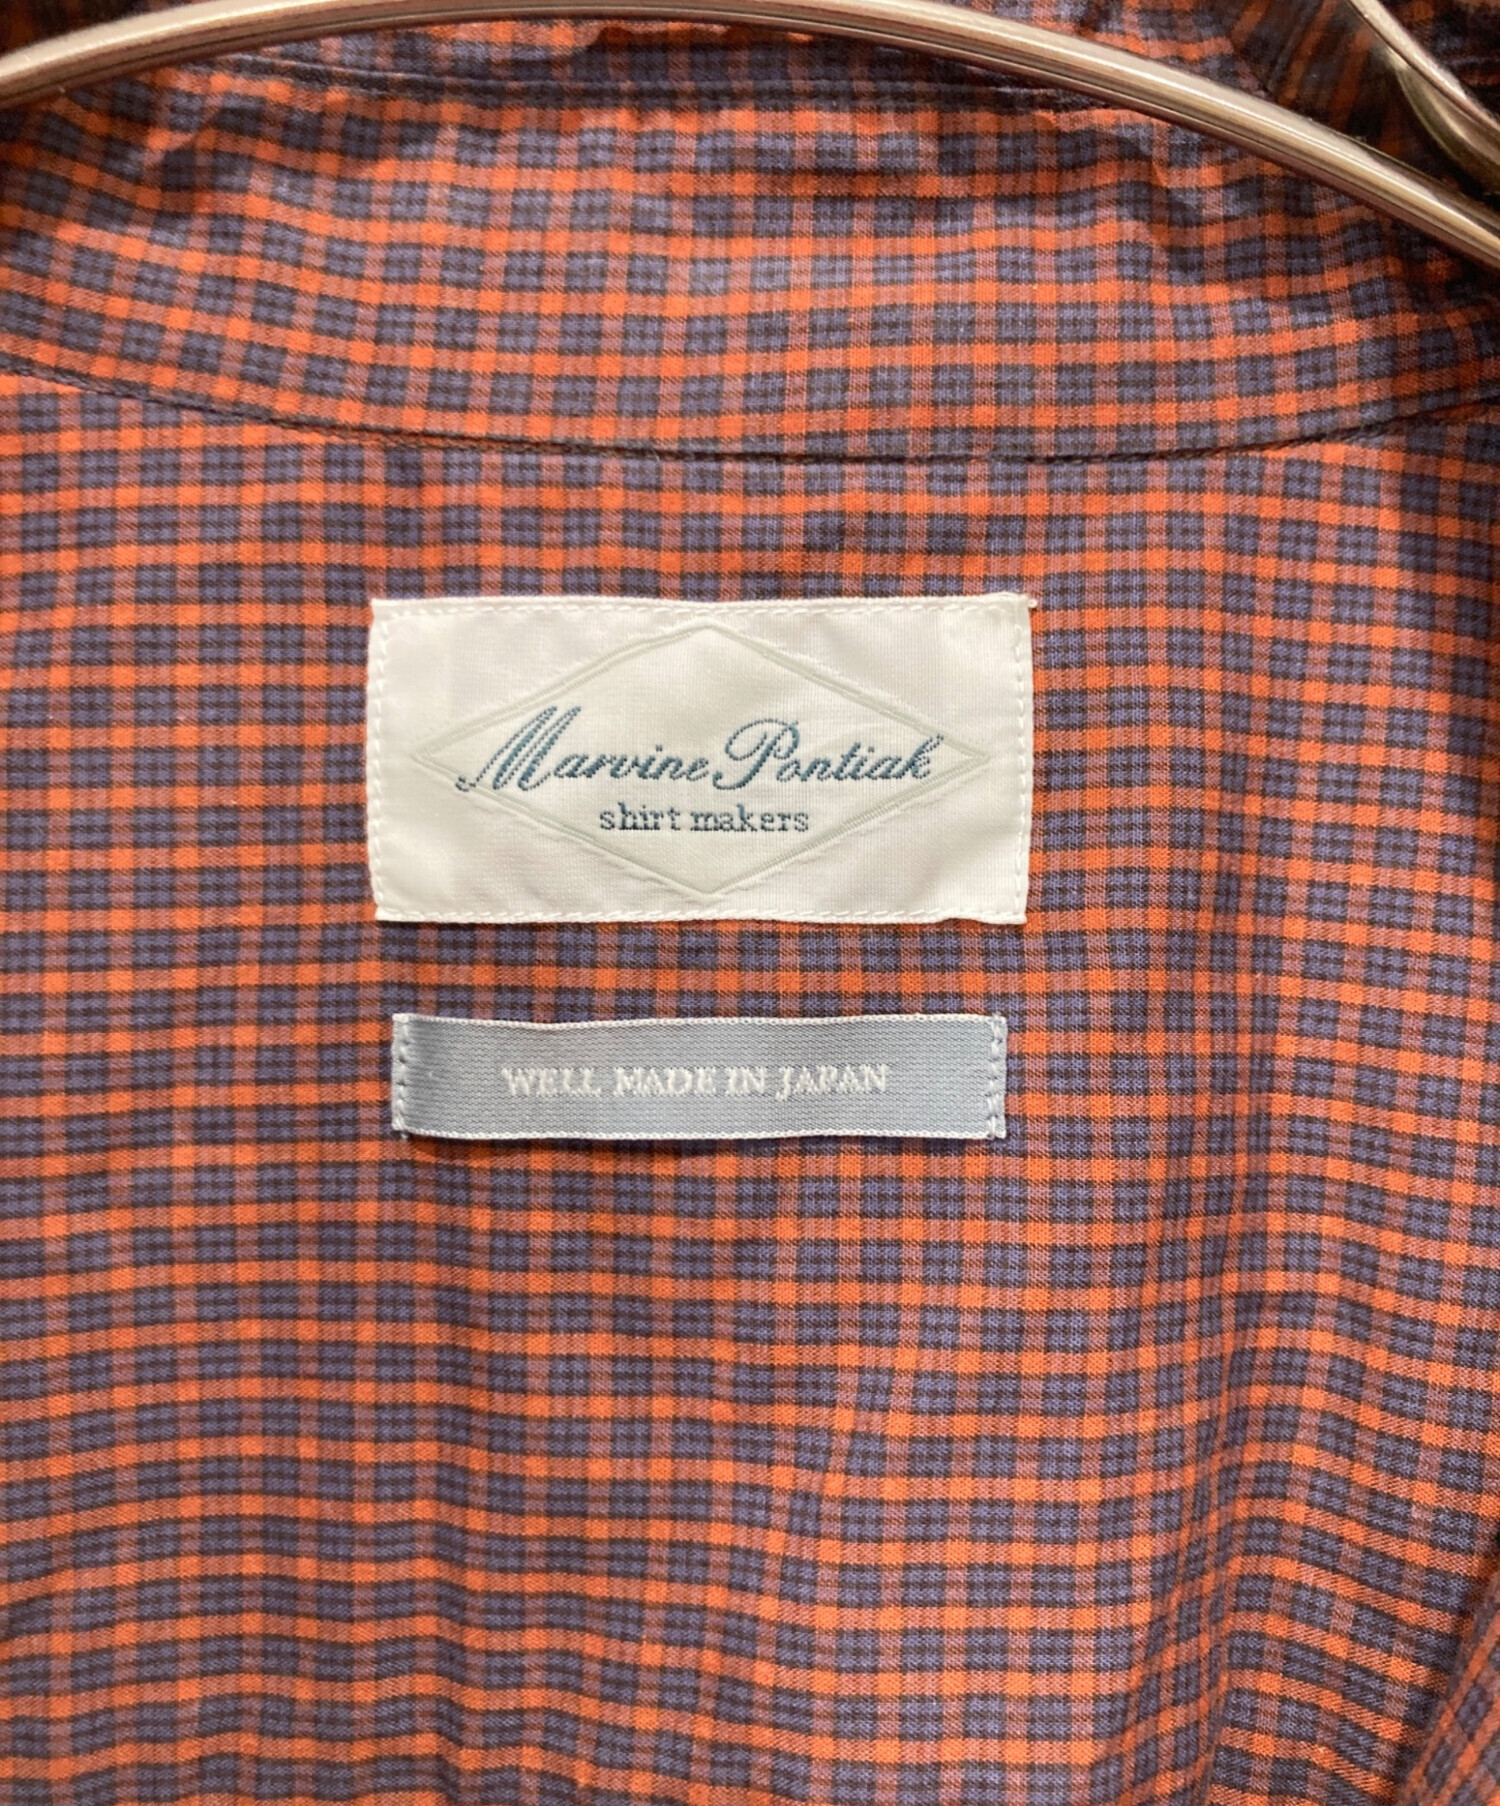 Marvine Pontiak
shirt makers
WELL MADE IN JAPAN